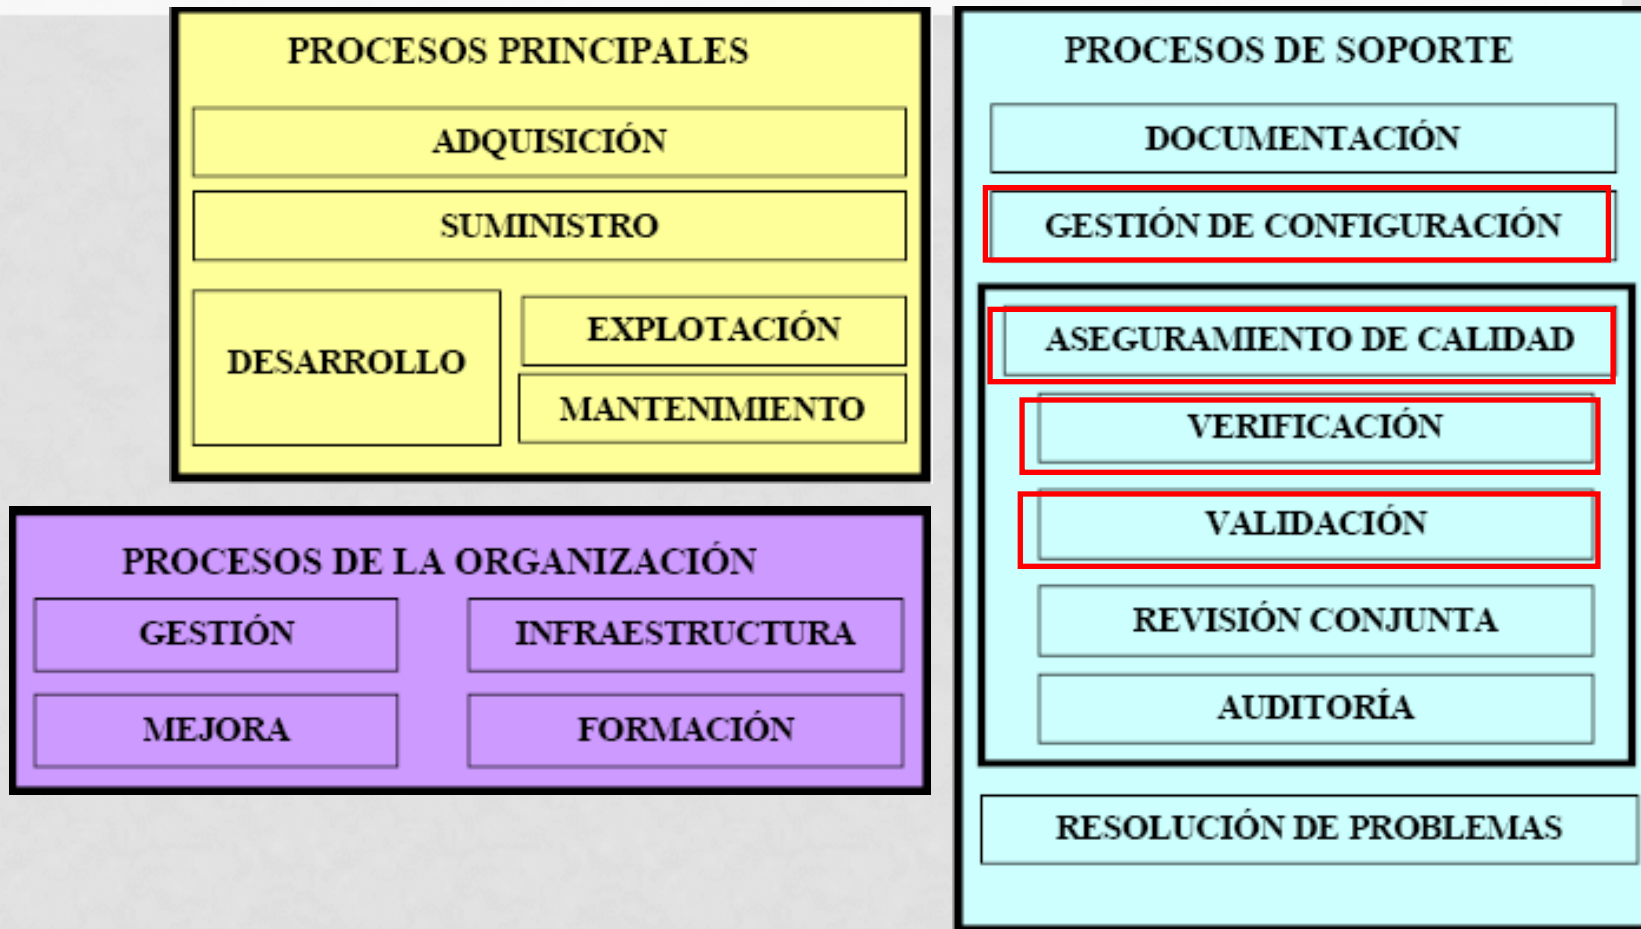 PROCESOS PRINCIPALES
ADQUISICIÓN
SUMINISTRO
DESARROLLO
EXPLOTACIÓN
MANTENIMIENTO
PROCESOS DE LA ORGANIZACIÓN
GESTIÓN
INFRAESTRUCTURA
MEJORA
FORMACIÓN
PROCESOS DE SOPORTE
DOCUMENTACIÓN
GESTIÓN DE CONFIGURACIÓN
ASEGURAMIENTO DE CALIDAD
VERIFICACIÓN
VALIDACIÓN
REVISIÓN CONJUNTA
AUDITORÍA
RESOLUCIÓN DE PROBLEMAS